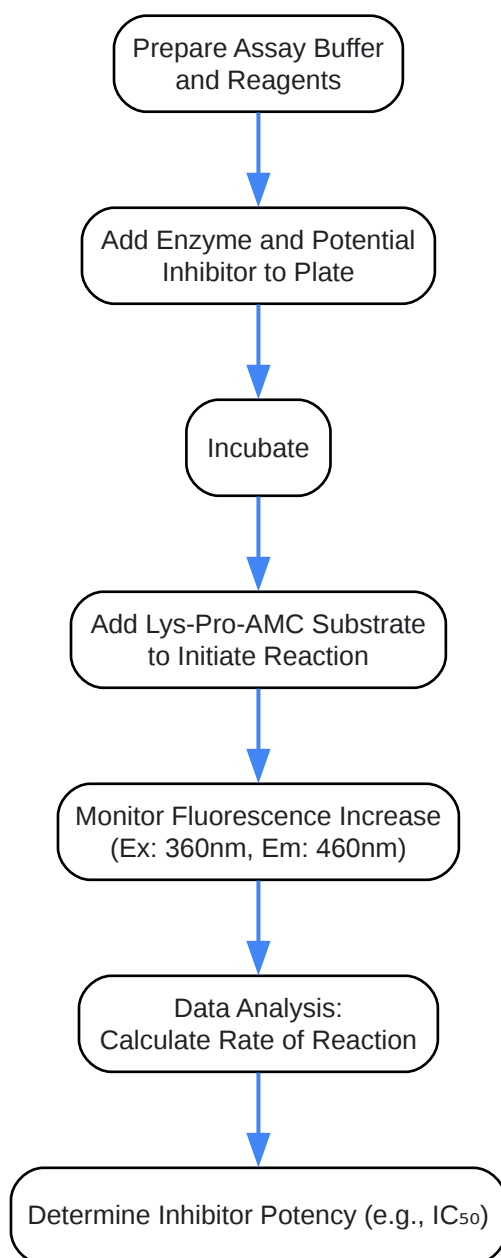 Prepare Assay Buffer
and Reagents
Add Enzyme and Potential
Inhibitor to Plate
Incubate
Add Lys-Pro-AMC Substrate
to Initiate Reaction
Monitor Fluorescence Increase
(Ex: 360nm, Em: 460nm)
Data Analysis:
Calculate Rate of Reaction
Determine Inhibitor Potency (e.g., IC₅₀)